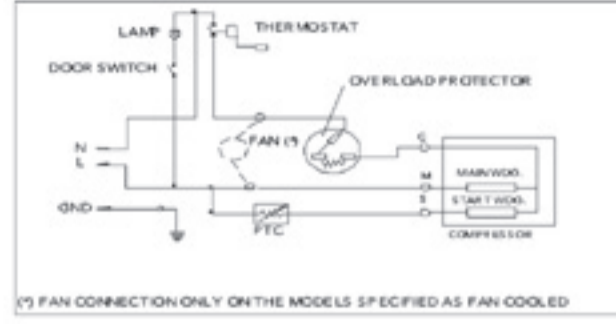 LAMP
THERMOSTAT
DOOR SWITCH
OVERLOAD PROTECTOR
N
FAN (*)
L
C
M
MAIN WDG.
GND
S
START WDG.
PTC
COMPRESSOR
(*) FAN CONNECTION ONLY ON THE MODELS SPECIFIED AS FAN COOLED